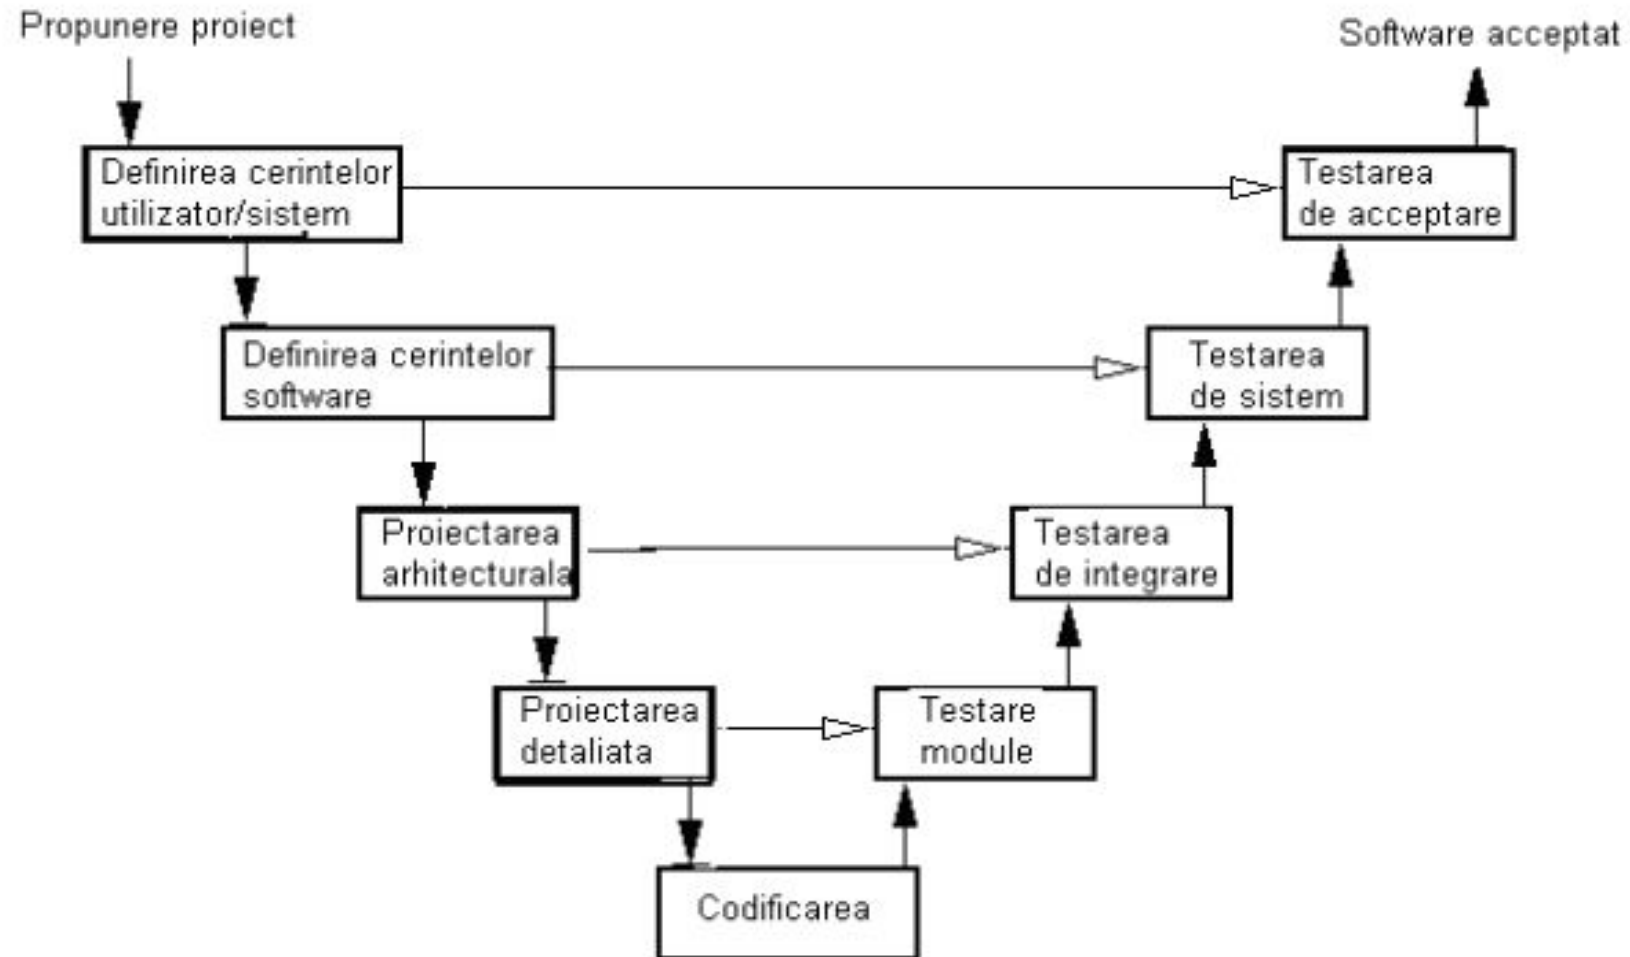 Propunere proiect
Software acceptat
Definirea cerintelor
utilizator/sistem
Testarea
de acceptare
Definirea cerintelor
software
Testarea
de sistem
Proiectarea
arhitecturala
Testarea
de integrare
Proiectarea
detaliata
Testare
module
Codificarea